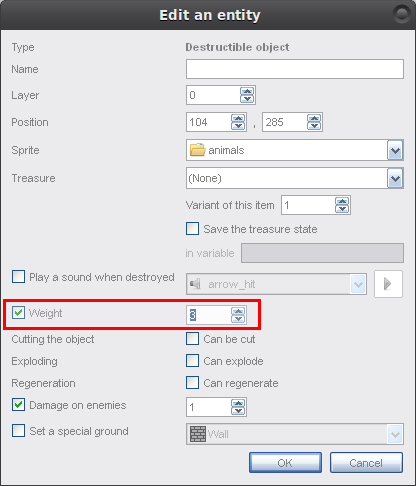 Edit an entity
Type Destructible object
Name
Layer 0
Position 104 , 285
Sprite animals
Treasure (None)
Variant of this item 1
Save the treasure state
in variable
Play a sound when destroyed arrow_hit
Weight 3
Cutting the object Can be cut
Exploding Can explode
Regeneration Can regenerate
Damage on enemies 1
Set a special ground Wall
OK Cancel